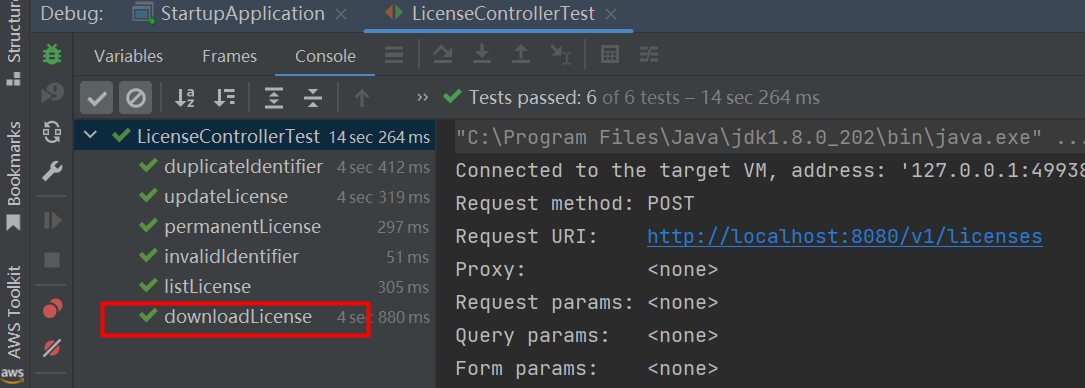 Debug: StartupApplication LicenseControllerTest
Structure
Variables Frames Console
Tests passed: 6 of 6 tests – 14 sec 264 ms
LicenseControllerTest 14 sec 264 ms
duplicateIdentifier 4 sec 412 ms
updateLicense 4 sec 319 ms
permanentLicense 297 ms
invalidIdentifier 51 ms
listLicense 305 ms
downloadLicense 4 sec 880 ms
"C:\Program Files\Java\jdk1.8.0_202\bin\java.exe" ...
Connected to the target VM, address: '127.0.0.1:49938
Request method: POST
Request URI: http://localhost:8080/v1/licenses
Proxy: <none>
Request params: <none>
Query params: <none>
Form params: <none>
Bookmarks
AWS Toolkit
aws